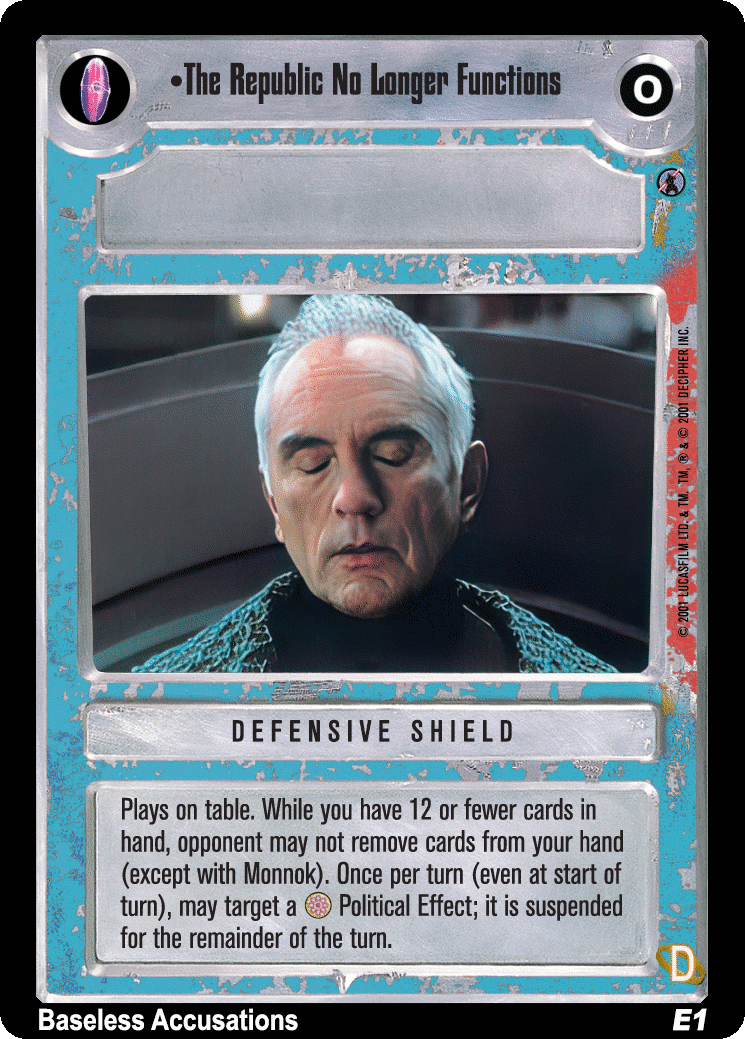 •The Republic No Longer Functions
O
© 2001 LUCASFILM LTD. & TM. TM, ® & © 2001 DECIPHER INC.
DEFENSIVE SHIELD
Plays on table. While you have 12 or fewer cards in
hand, opponent may not remove cards from your hand
(except with Monnok). Once per turn (even at start of
turn), may target a Political Effect; it is suspended
for the remainder of the turn.
D
Baseless Accusations
E1